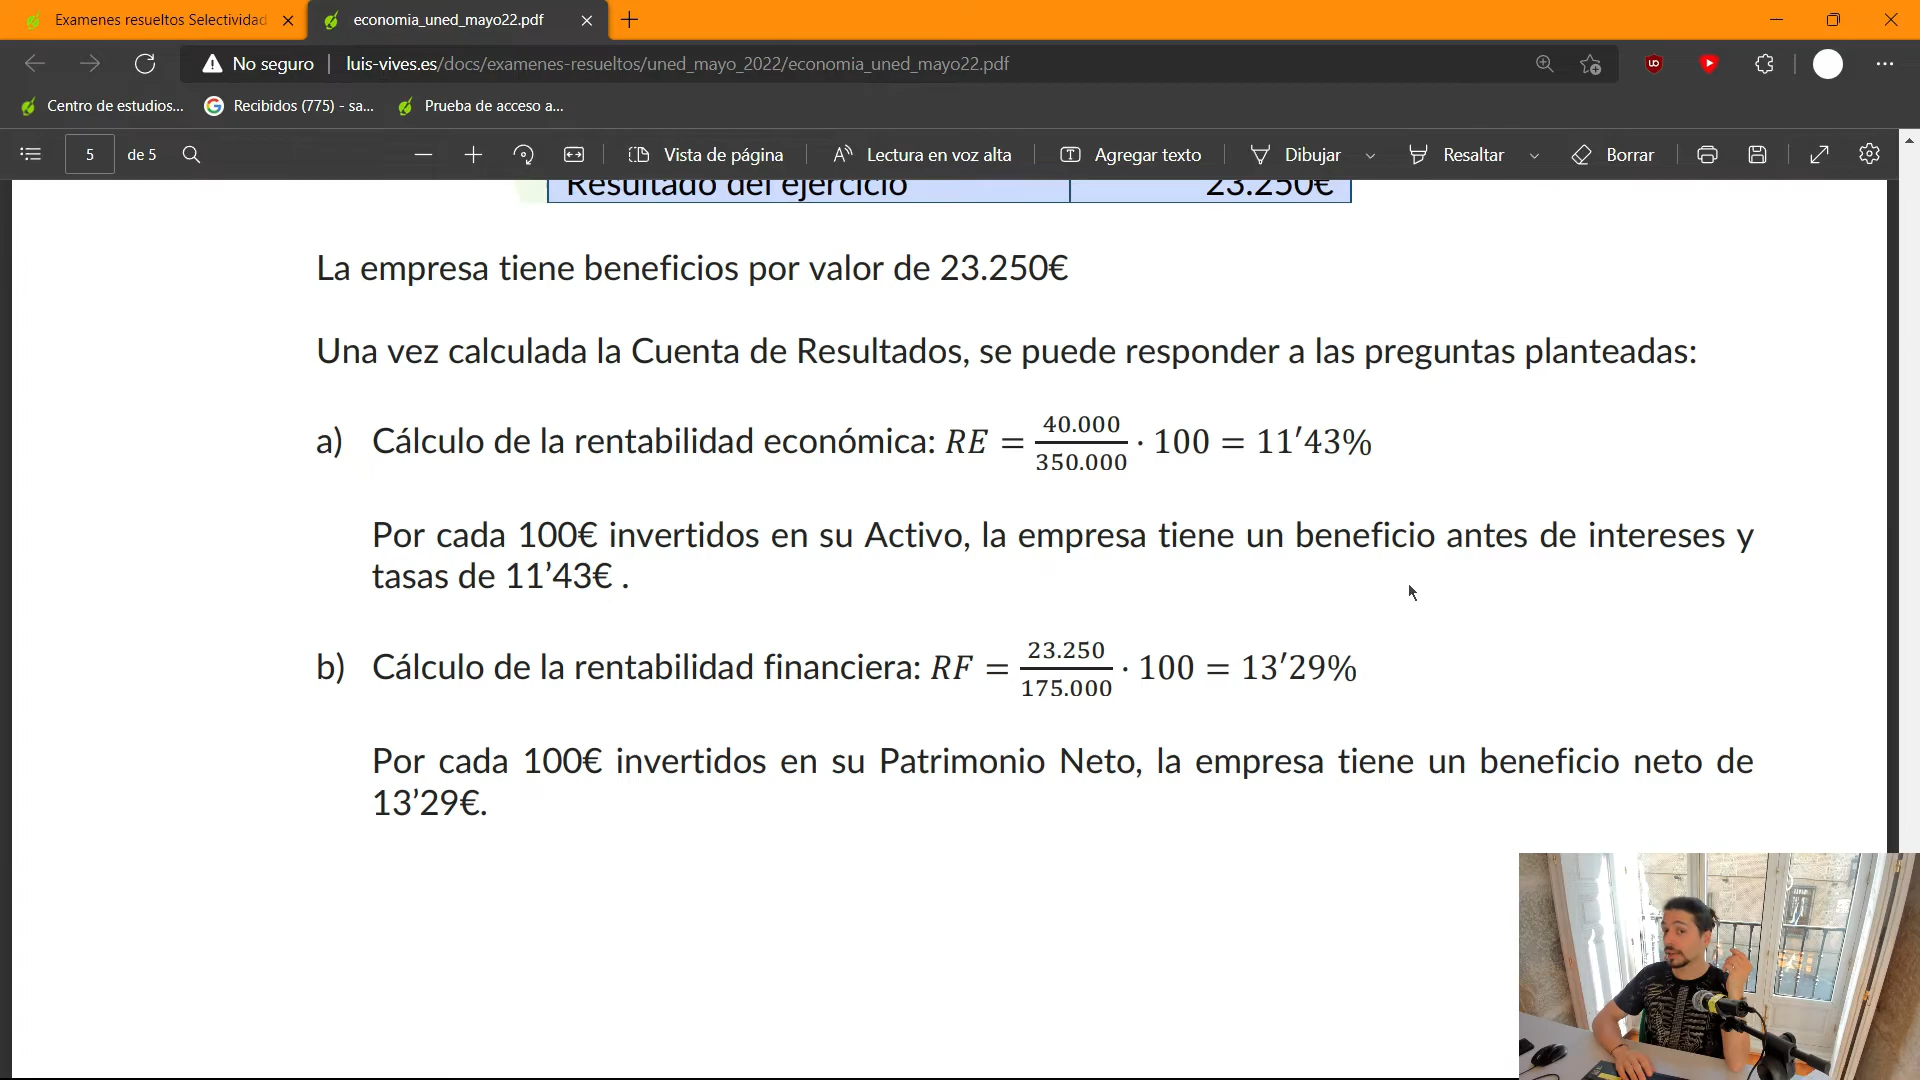 Examenes resueltos Selectividad
economia_uned_mayo22.pdf
No seguro
luis-vives.es/docs/examenes-resueltos/uned_mayo_2022/economia_uned_mayo22.pdf
Centro de estudios...
Recibidos (775) - sa...
Prueba de acceso a...
5 de 5
Vista de página
Lectura en voz alta
Agregar texto
Dibujar
Resaltar
Borrar
Resultado del ejercicio 23.250€
La empresa tiene beneficios por valor de 23.250€
Una vez calculada la Cuenta de Resultados, se puede responder a las preguntas planteadas:
a) Cálculo de la rentabilidad económica: RE = 40.000/350.000 · 100 = 11′43%
Por cada 100€ invertidos en su Activo, la empresa tiene un beneficio antes de intereses y
tasas de 11’43€ .
b) Cálculo de la rentabilidad financiera: RF = 23.250/175.000 · 100 = 13′29%
Por cada 100€ invertidos en su Patrimonio Neto, la empresa tiene un beneficio neto de
13’29€.